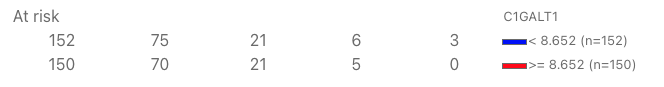 At risk C1GALT1
152 75 21 6 3 < 8.652 (n=152)
150 70 21 5 0 >= 8.652 (n=150)